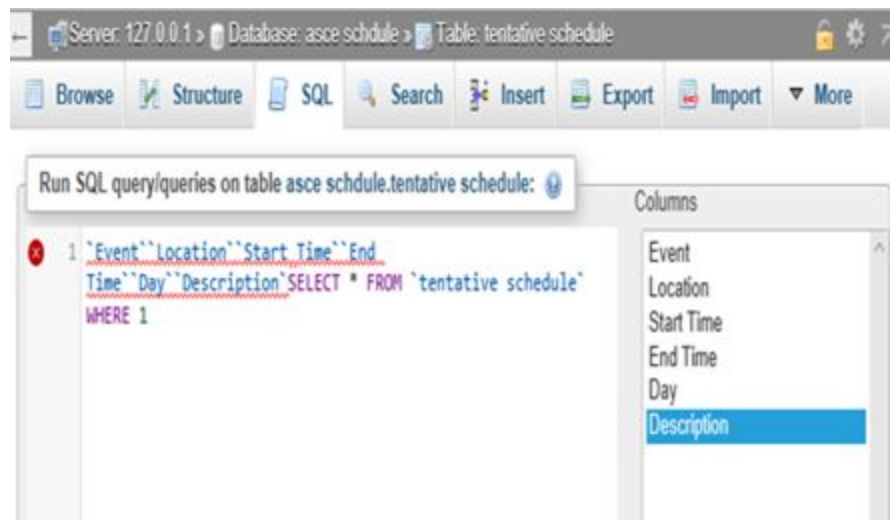 Server: 127.0.0.1 » Database: asce schdule » Table: tentative schedule
Browse Structure SQL Search Insert Export Import More
Run SQL query/queries on table asce schdule.tentative schedule:
Columns
1 `Event``Location``Start Time``End
Time``Day``Description`SELECT * FROM `tentative schedule`
WHERE 1
Event
Location
Start Time
End Time
Day
Description